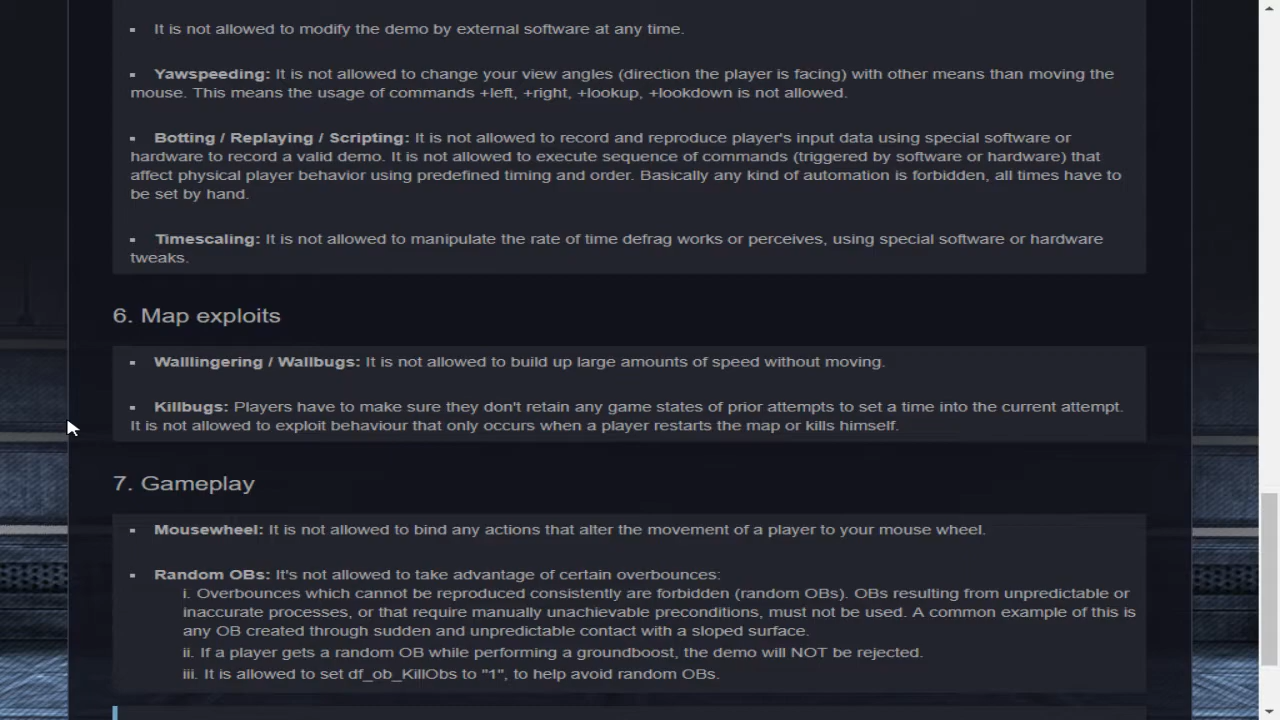 ▪ It is not allowed to modify the demo by external software at any time.
▪ Yawspeeding: It is not allowed to change your view angles (direction the player is facing) with other means than moving the
mouse. This means the usage of commands +left, +right, +lookup, +lookdown is not allowed.
▪ Botting / Replaying / Scripting: It is not allowed to record and reproduce player's input data using special software or
hardware to record a valid demo. It is not allowed to execute sequence of commands (triggered by software or hardware) that
affect physical player behavior using predefined timing and order. Basically any kind of automation is forbidden, all times have to
be set by hand.
▪ Timescaling: It is not allowed to manipulate the rate of time defrag works or perceives, using special software or hardware
tweaks.
6. Map exploits
▪ Walllingering / Wallbugs: It is not allowed to build up large amounts of speed without moving.
▪ Killbugs: Players have to make sure they don't retain any game states of prior attempts to set a time into the current attempt.
It is not allowed to exploit behaviour that only occurs when a player restarts the map or kills himself.
7. Gameplay
▪ Mousewheel: It is not allowed to bind any actions that alter the movement of a player to your mouse wheel.
▪ Random OBs: It's not allowed to take advantage of certain overbounces:
i. Overbounces which cannot be reproduced consistently are forbidden (random OBs). OBs resulting from unpredictable or
inaccurate processes, or that require manually unachievable preconditions, must not be used. A common example of this is
any OB created through sudden and unpredictable contact with a sloped surface.
ii. If a player gets a random OB while performing a groundboost, the demo will NOT be rejected.
iii. It is allowed to set df_ob_KillObs to "1", to help avoid random OBs.